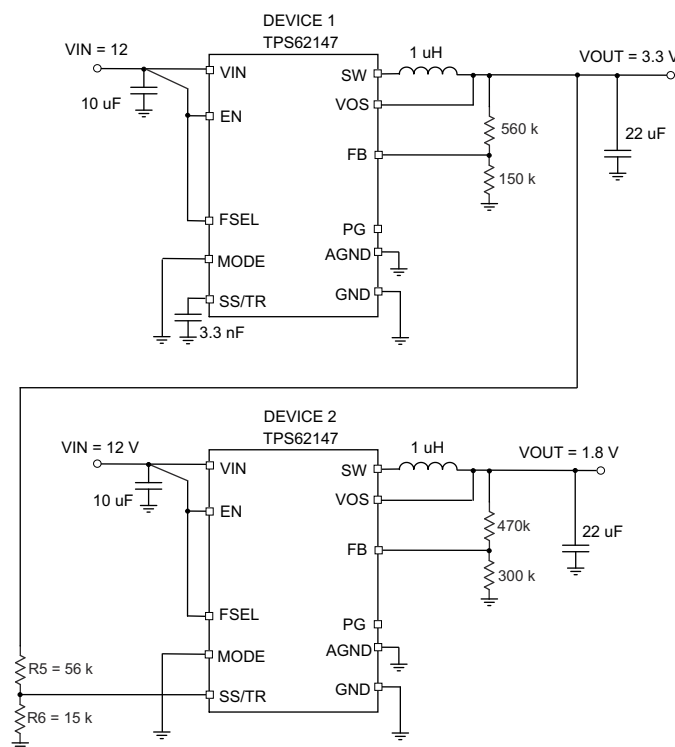 DEVICE 1
TPS62147
VIN = 12
10 uF
VIN
EN
FSEL
MODE
SS/TR
3.3 nF
SW
VOS
FB
PG
AGND
GND
1 uH
VOUT = 3.3 V
560 k
150 k
22 uF
DEVICE 2
TPS62147
VIN = 12 V
10 uF
VIN
EN
FSEL
MODE
SS/TR
SW
VOS
FB
PG
AGND
GND
1 uH
VOUT = 1.8 V
470k
300 k
22 uF
R5 = 56 k
R6 = 15 k